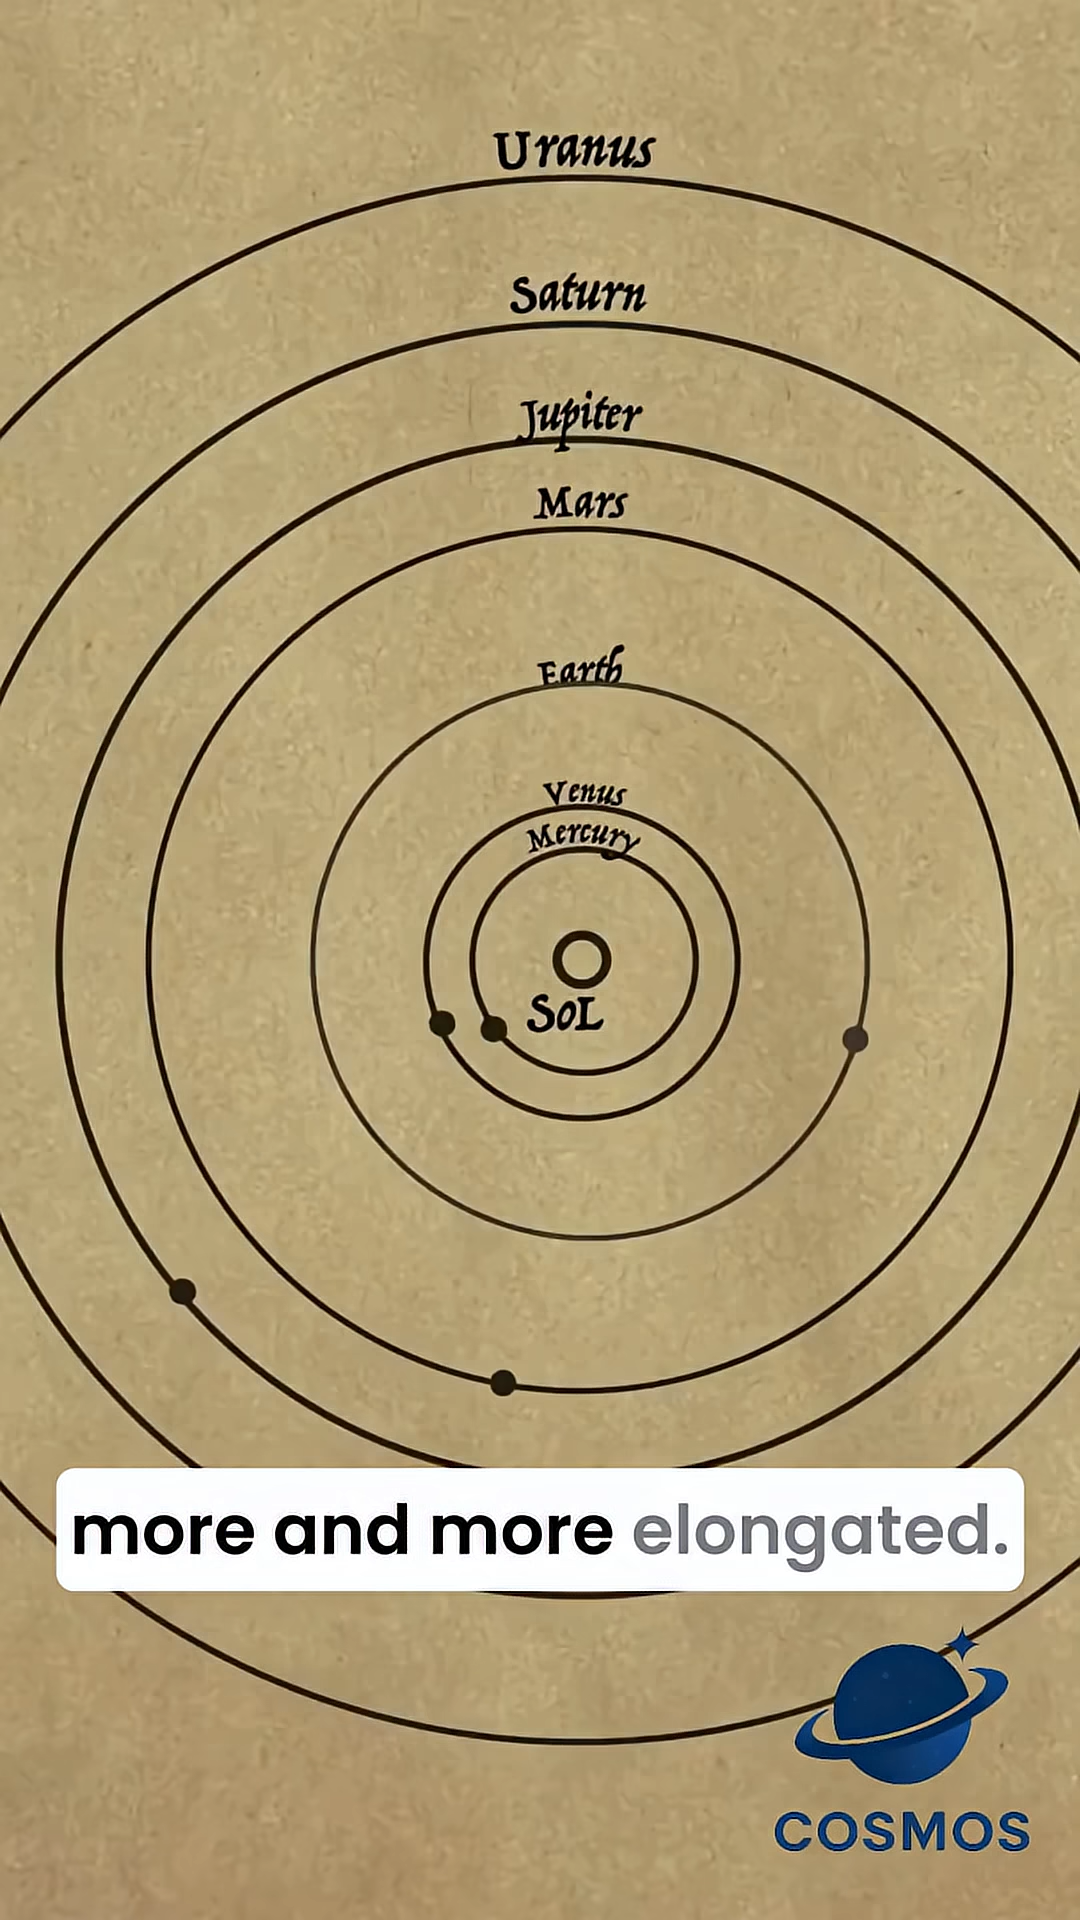 Uranus
Saturn
Jupiter
Mars
Earth
Venus
Mercury
SoL
more and more elongated.
COSMOS